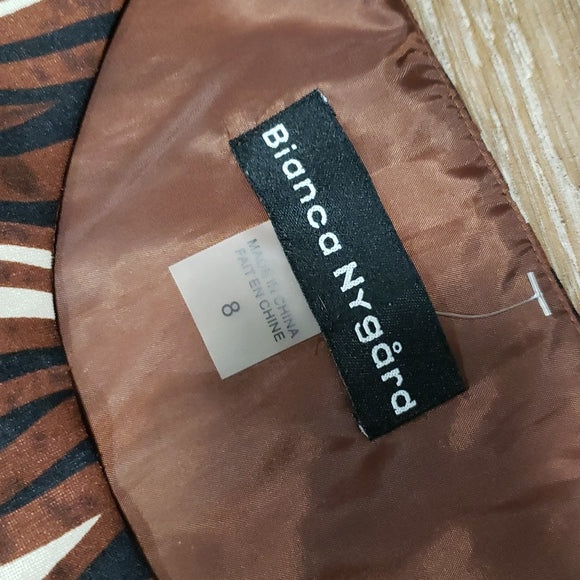 Bianca Nygård
MADE IN CHINA
FAIT EN CHINE
8